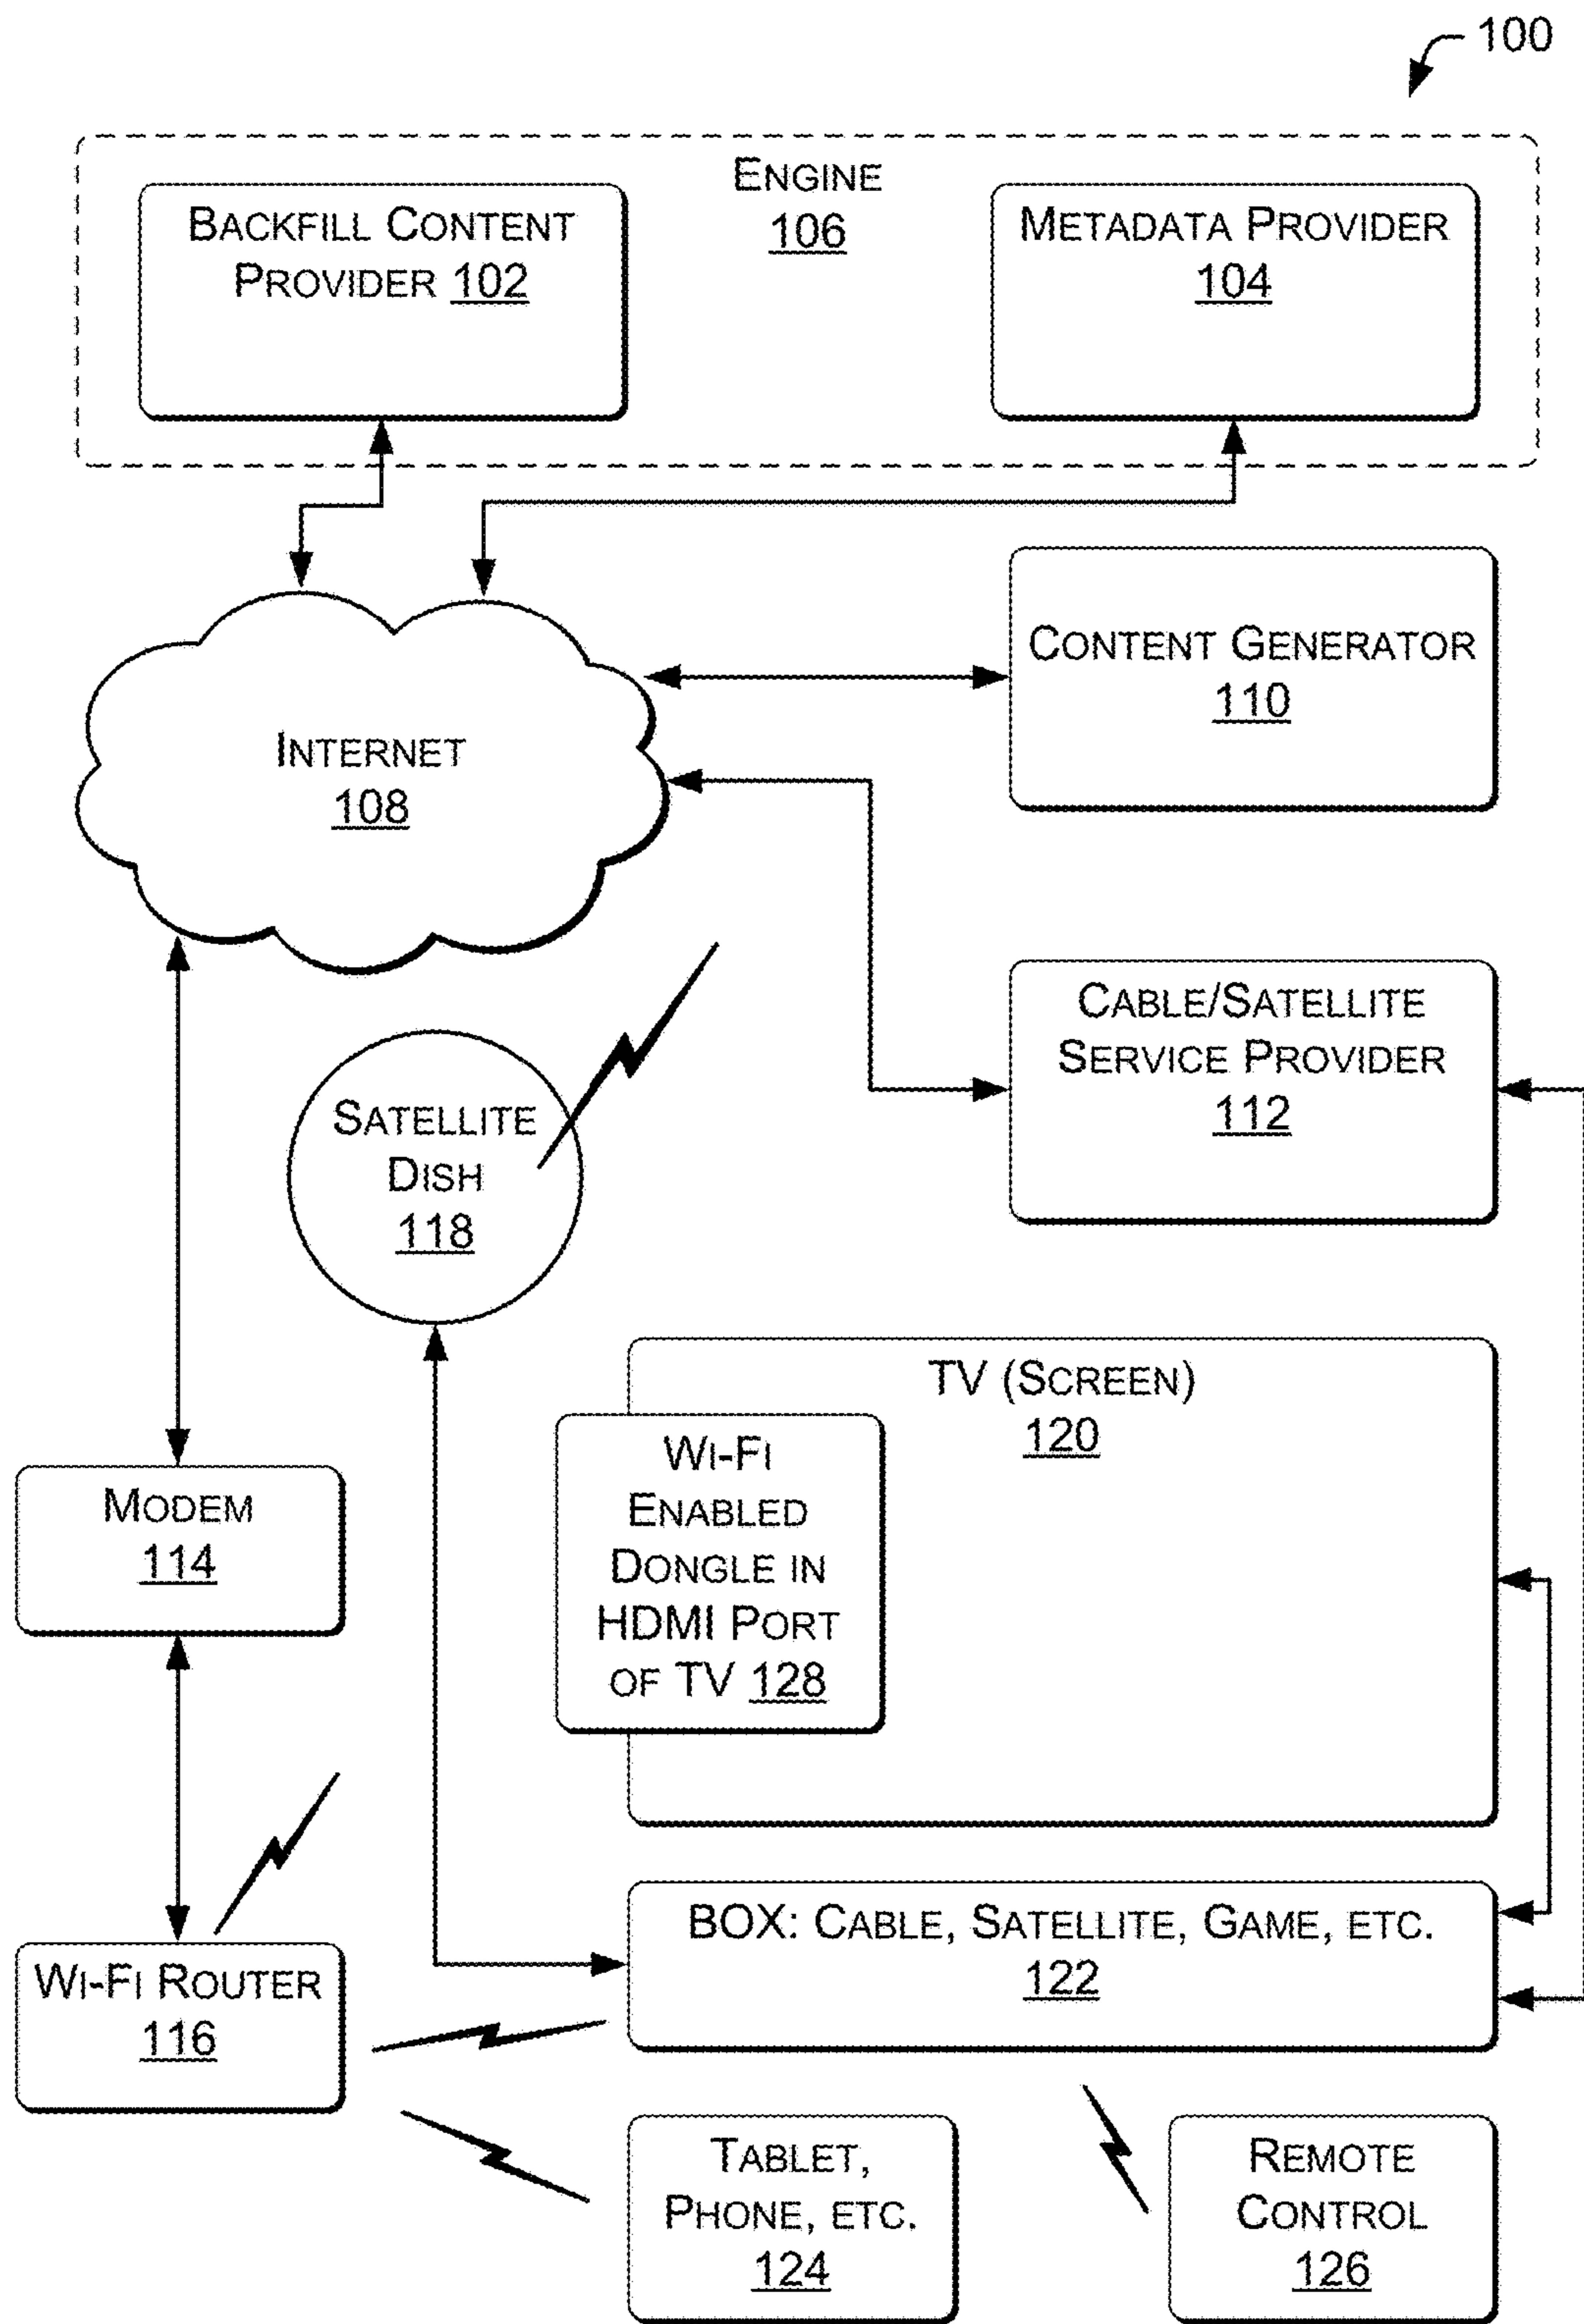 100
ENGINE
106
BACKFILL CONTENT
PROVIDER 102
METADATA PROVIDER
104
CONTENT GENERATOR
110
INTERNET
108
CABLE/SATELLITE
SERVICE PROVIDER
112
SATELLITE
DISH
118
TV (SCREEN)
120
WI-FI
ENABLED
DONGLE IN
HDMI PORT
OF TV 128
MODEM
114
BOX: CABLE, SATELLITE, GAME, ETC.
122
WI-FI ROUTER
116
TABLET,
PHONE, ETC.
124
REMOTE
CONTROL
126